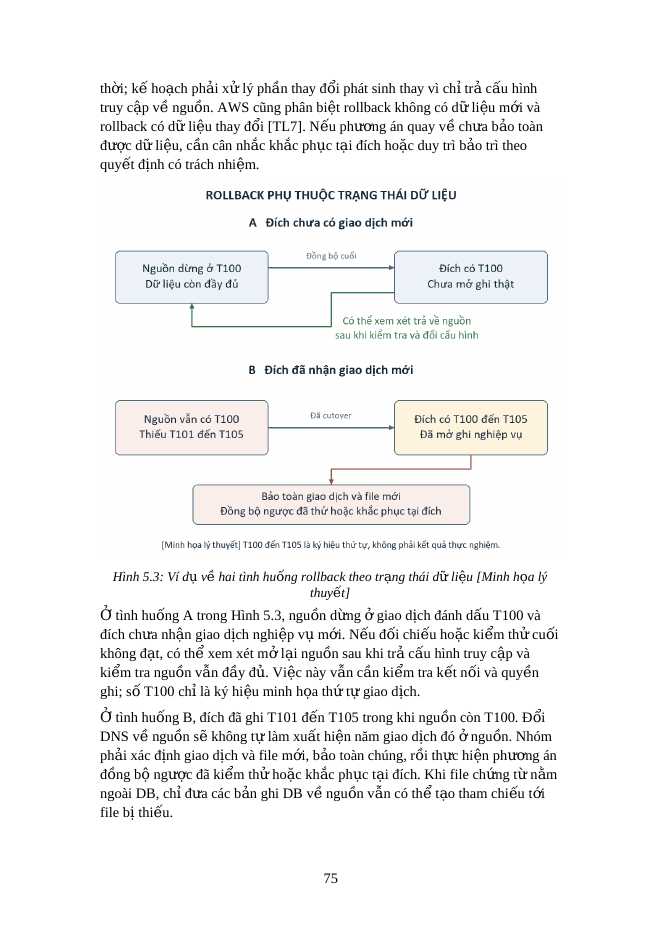 thời; kế hoạch phải xử lý phần thay đổi phát sinh thay vì chỉ trả cấu hình
truy cập về nguồn. AWS cũng phân biệt rollback không có dữ liệu mới và
rollback có dữ liệu thay đổi [TL7]. Nếu phương án quay về chưa bảo toàn
được dữ liệu, cần cân nhắc khắc phục tại đích hoặc duy trì bảo trì theo
quyết định có trách nhiệm.
ROLLBACK PHỤ THUỘC TRẠNG THÁI DỮ LIỆU
A Đích chưa có giao dịch mới
Nguồn dừng ở T100
Dữ liệu còn đầy đủ
Đồng bộ cuối
Đích có T100
Chưa mở ghi thật
Có thể xem xét trả về nguồn
sau khi kiểm tra và đổi cấu hình
B Đích đã nhận giao dịch mới
Nguồn vẫn có T100
Thiếu T101 đến T105
Đã cutover
Đích có T100 đến T105
Đã mở ghi nghiệp vụ
Bảo toàn giao dịch và file mới
Đồng bộ ngược đã thử hoặc khắc phục tại đích
[Minh họa lý thuyết] T100 đến T105 là ký hiệu thứ tự, không phải kết quả thực nghiệm.
Hình 5.3: Ví dụ về hai tình huống rollback theo trạng thái dữ liệu [Minh họa lý
thuyết]
Ở tình huống A trong Hình 5.3, nguồn dừng ở giao dịch đánh dấu T100 và
đích chưa nhận giao dịch nghiệp vụ mới. Nếu đối chiếu hoặc kiểm thử cuối
không đạt, có thể xem xét mở lại nguồn sau khi trả cấu hình truy cập và
kiểm tra nguồn vẫn đầy đủ. Việc này vẫn cần kiểm tra kết nối và quyền
ghi; số T100 chỉ là ký hiệu minh họa thứ tự giao dịch.
Ở tình huống B, đích đã ghi T101 đến T105 trong khi nguồn còn T100. Đổi
DNS về nguồn sẽ không tự làm xuất hiện năm giao dịch đó ở nguồn. Nhóm
phải xác định giao dịch và file mới, bảo toàn chúng, rồi thực hiện phương án
đồng bộ ngược đã kiểm thử hoặc khắc phục tại đích. Khi file chứng từ nằm
ngoài DB, chỉ đưa các bản ghi DB về nguồn vẫn có thể tạo tham chiếu tới
file bị thiếu.
75